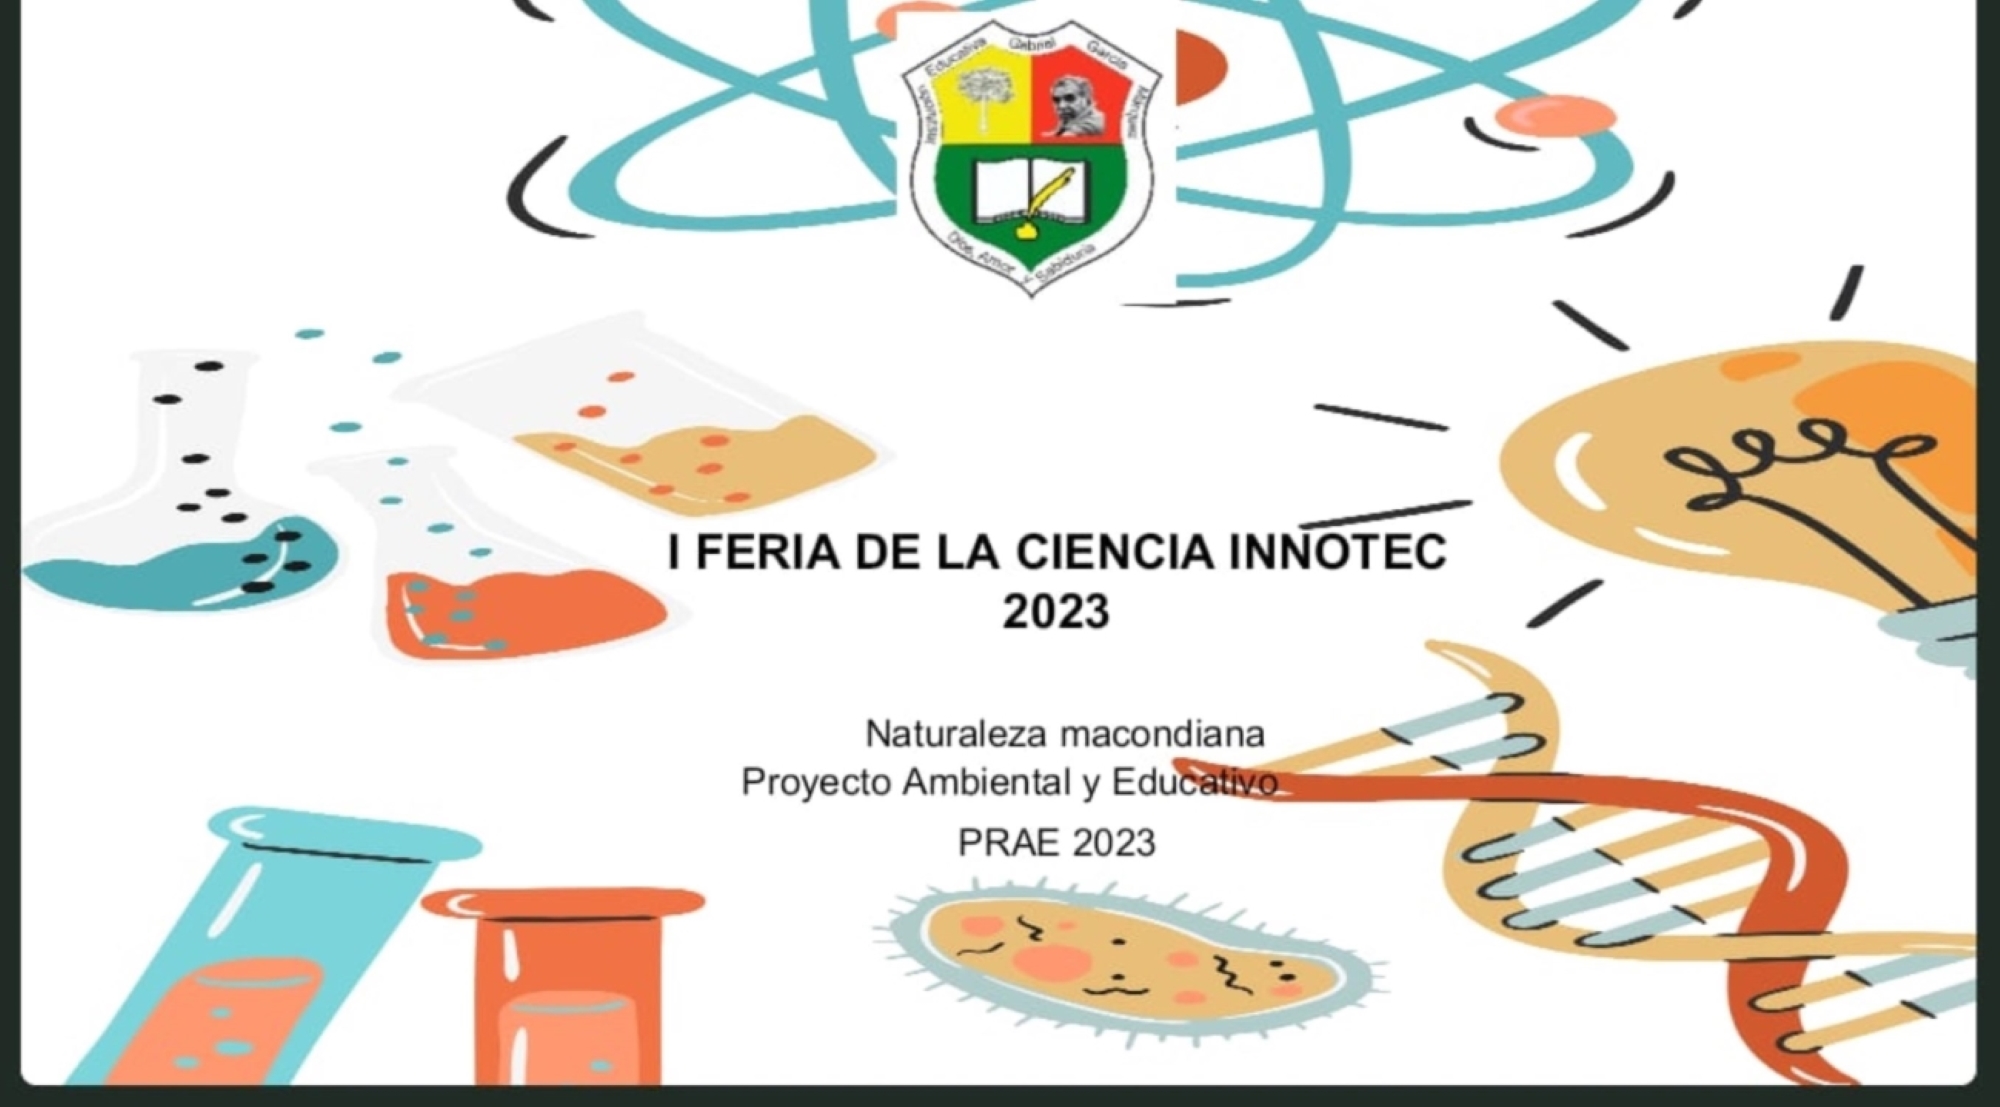 Institución Educativa Gabriel García Márquez
Dios, Amor y Sabiduría
I FERIA DE LA CIENCIA INNOTEC
2023
Naturaleza macondiana
Proyecto Ambiental y Educativo
PRAE 2023